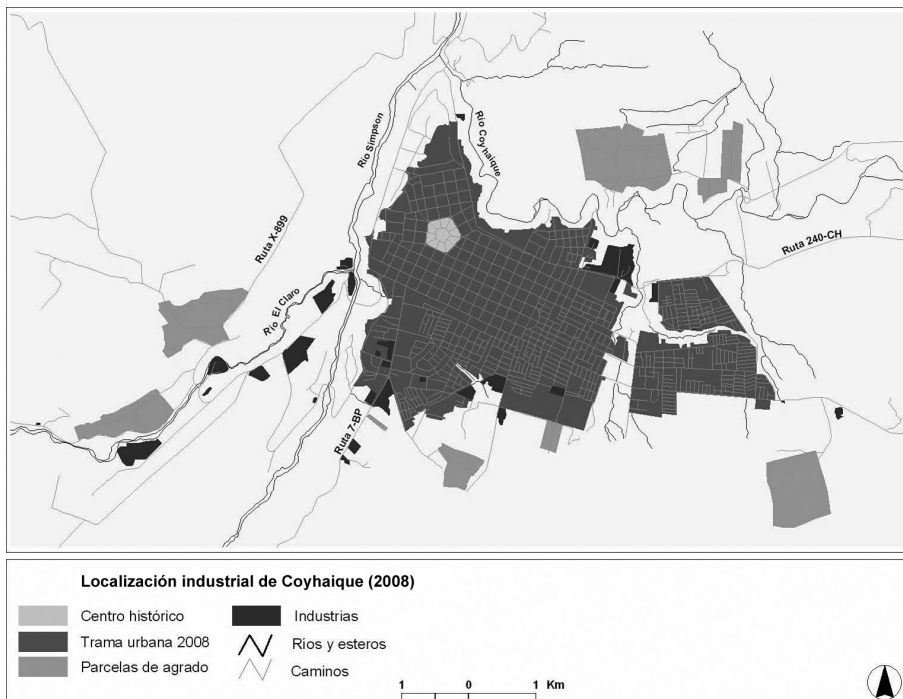 Río Simpson
Río Coyhaique
Ruta X-899
Ruta 240-CH
Río El Claro
Ruta 7-BP
Localización industrial de Coyhaique (2008)
Centro histórico
Industrias
Trama urbana 2008
Rios y esteros
Parcelas de agrado
Caminos
1 0 1 Km